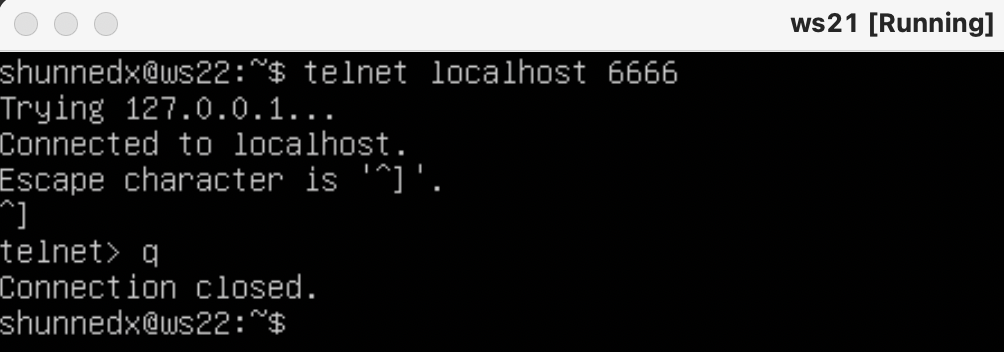 ws21 [Running]
shunnedx@ws22:~$ telnet localhost 6666
Trying 127.0.0.1...
Connected to localhost.
Escape character is '^]'.
^]
telnet> q
Connection closed.
shunnedx@ws22:~$